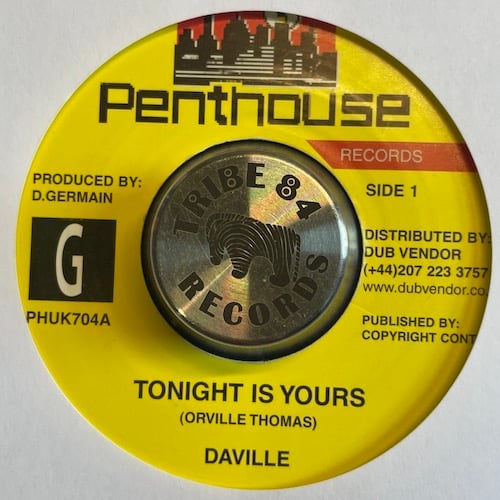 Penthouse
RECORDS
PRODUCED BY:
D.GERMAIN
SIDE 1
G
PHUK704A
TRIBE 84
RECORDS
DISTRIBUTED BY:
DUB VENDOR
(+44)207 223 3757
www.dubvendor.co
PUBLISHED BY:
COPYRIGHT CONT
TONIGHT IS YOURS
(ORVILLE THOMAS)
DAVILLE